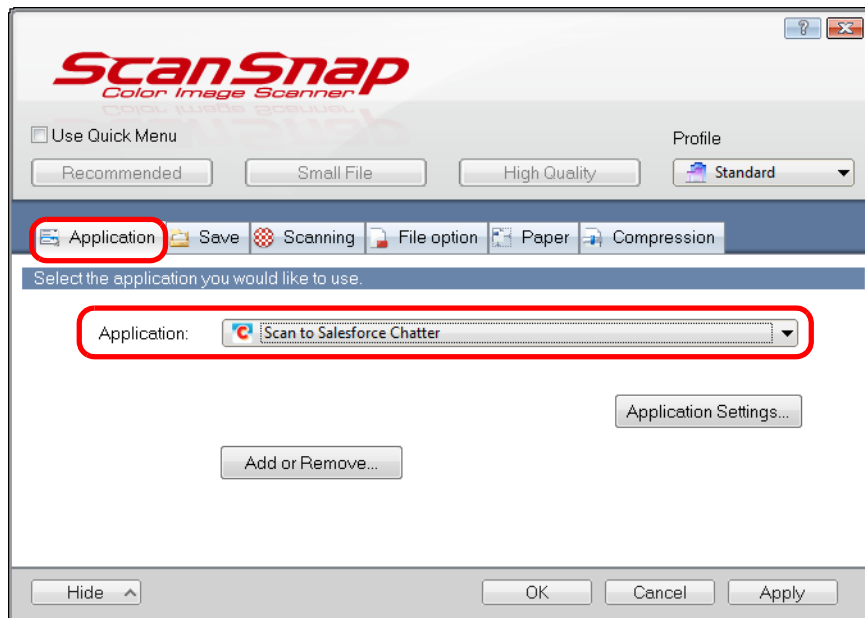 ?
ScanSnap
Color Image Scanner
Use Quick Menu
Profile
Recommended Small File High Quality Standard
Application Save Scanning File option Paper Compression
Select the application you would like to use.
Application: Scan to Salesforce Chatter
Application Settings...
Add or Remove...
Hide OK Cancel Apply